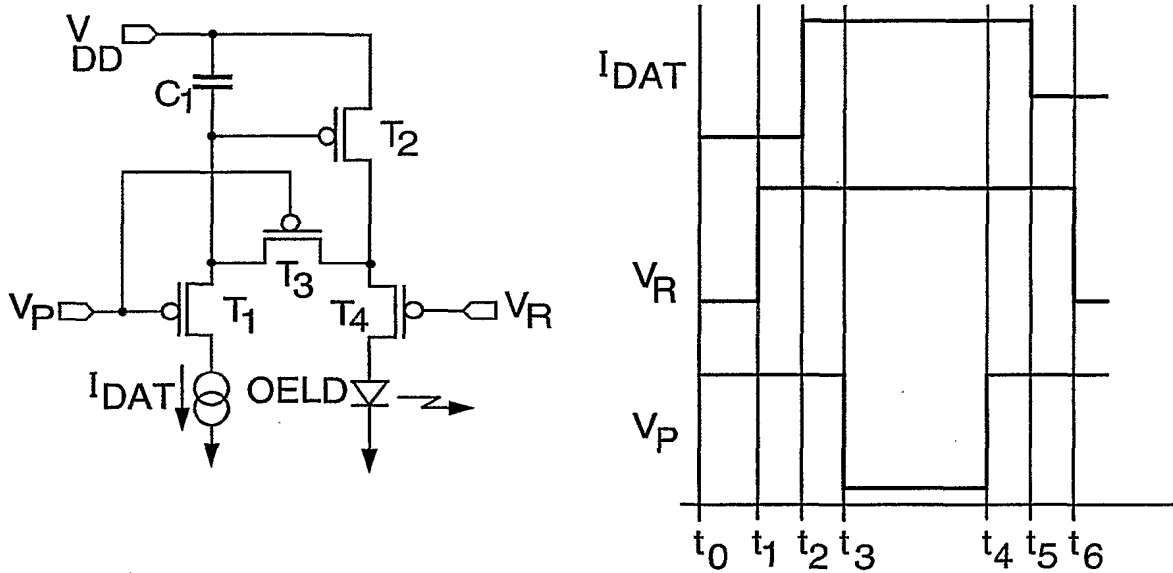 V
DD
C1
T2
T3
VP
T1
T4
VR
IDAT
OELD
IDAT
VR
VP
t0 t1 t2 t3 t4 t5 t6